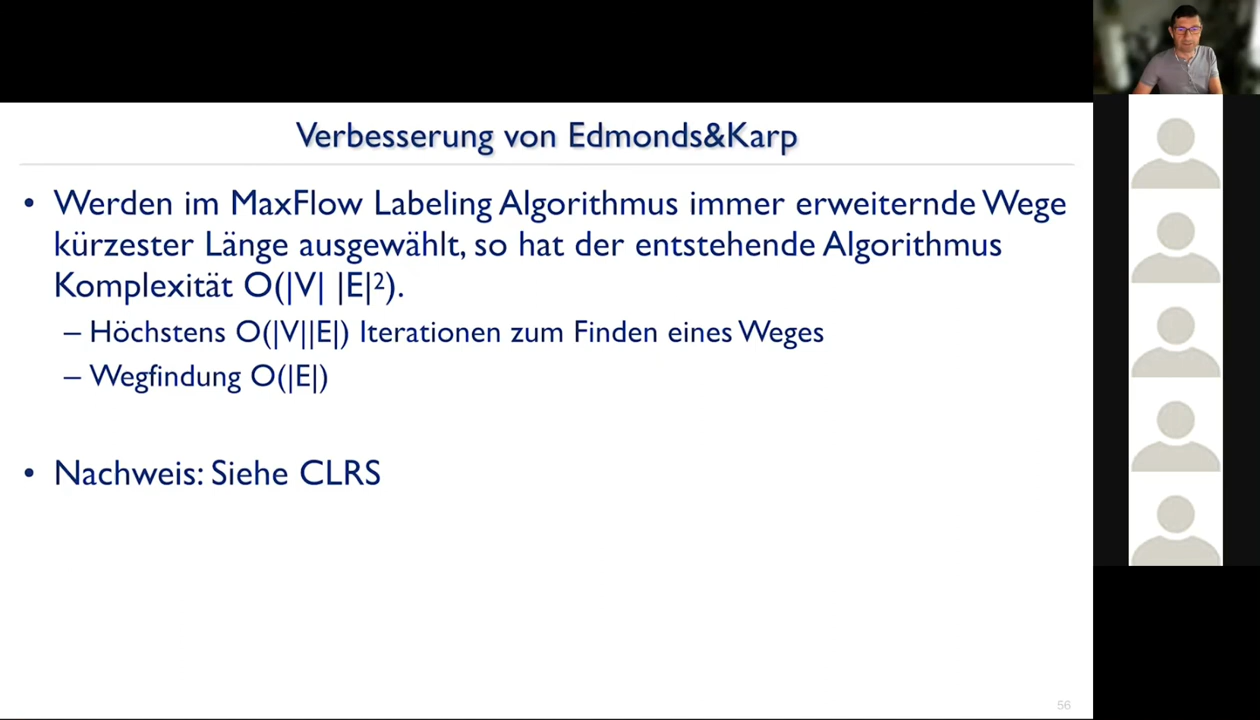 Verbesserung von Edmonds&Karp
• Werden im MaxFlow Labeling Algorithmus immer erweiternde Wege
kürzester Länge ausgewählt, so hat der entstehende Algorithmus
Komplexität O(|V| |E|²).
– Höchstens O(|V||E|) Iterationen zum Finden eines Weges
– Wegfindung O(|E|)
• Nachweis: Siehe CLRS
56